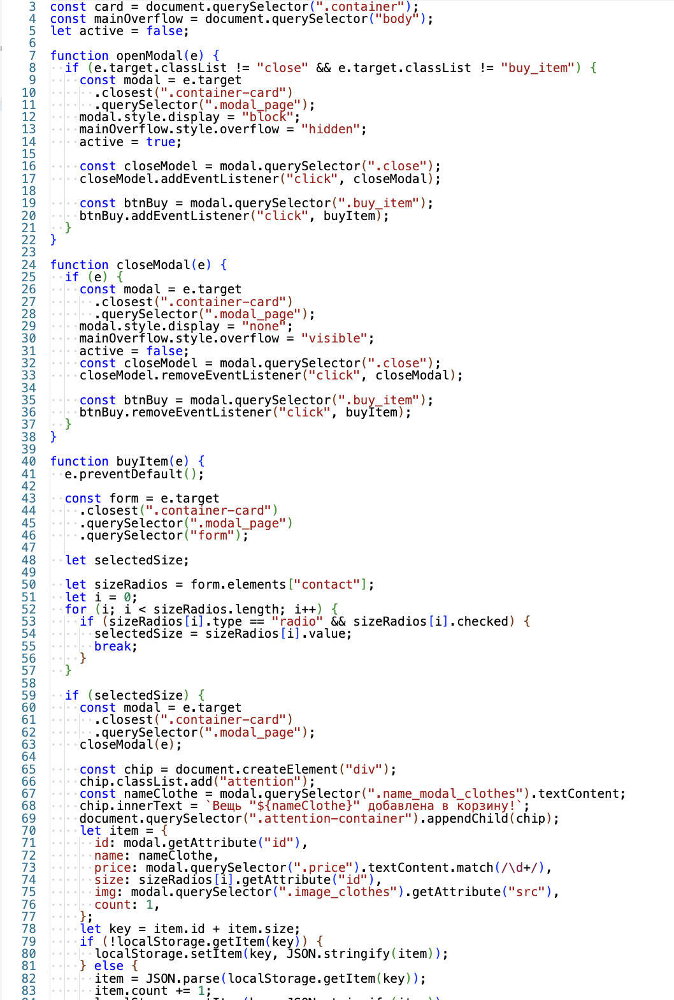 3 const card = document.querySelector(".container");
4 const mainOverflow = document.querySelector("body");
5 let active = false;
6
7 function openModal(e) {
8 if (e.target.classList != "close" && e.target.classList != "buy_item") {
9 const modal = e.target
10 .closest(".container-card")
11 .querySelector(".modal_page");
12 modal.style.display = "block";
13 mainOverflow.style.overflow = "hidden";
14 active = true;
15
16 const closeModel = modal.querySelector(".close");
17 closeModel.addEventListener("click", closeModal);
18
19 const btnBuy = modal.querySelector(".buy_item");
20 btnBuy.addEventListener("click", buyItem);
21 }
22 }
23
24 function closeModal(e) {
25 if (e) {
26 const modal = e.target
27 .closest(".container-card")
28 .querySelector(".modal_page");
29 modal.style.display = "none";
30 mainOverflow.style.overflow = "visible";
31 active = false;
32 const closeModel = modal.querySelector(".close");
33 closeModel.removeEventListener("click", closeModal);
34
35 const btnBuy = modal.querySelector(".buy_item");
36 btnBuy.removeEventListener("click", buyItem);
37 }
38 }
39
40 function buyItem(e) {
41 e.preventDefault();
42
43 const form = e.target
44 .closest(".container-card")
45 .querySelector(".modal_page")
46 .querySelector("form");
47
48 let selectedSize;
49
50 let sizeRadios = form.elements["contact"];
51 let i = 0;
52 for (i; i < sizeRadios.length; i++) {
53 if (sizeRadios[i].type == "radio" && sizeRadios[i].checked) {
54 selectedSize = sizeRadios[i].value;
55 break;
56 }
57 }
58
59 if (selectedSize) {
60 const modal = e.target
61 .closest(".container-card")
62 .querySelector(".modal_page");
63 closeModal(e);
64
65 const chip = document.createElement("div");
66 chip.classList.add("attention");
67 const nameClothe = modal.querySelector(".name_modal_clothes").textContent;
68 chip.innerText = `Вещь "${nameClothe}" добавлена в корзину!`;
69 document.querySelector(".attention-container").appendChild(chip);
70 let item = {
71 id: modal.getAttribute("id"),
72 name: nameClothe,
73 price: modal.querySelector(".price").textContent.match(/\d+/),
74 size: sizeRadios[i].getAttribute("id"),
75 img: modal.querySelector(".image_clothes").getAttribute("src"),
76 count: 1,
77 };
78 let key = item.id + item.size;
79 if (!localStorage.getItem(key)) {
80 localStorage.setItem(key, JSON.stringify(item));
81 } else {
82 item = JSON.parse(localStorage.getItem(key));
83 item.count += 1;